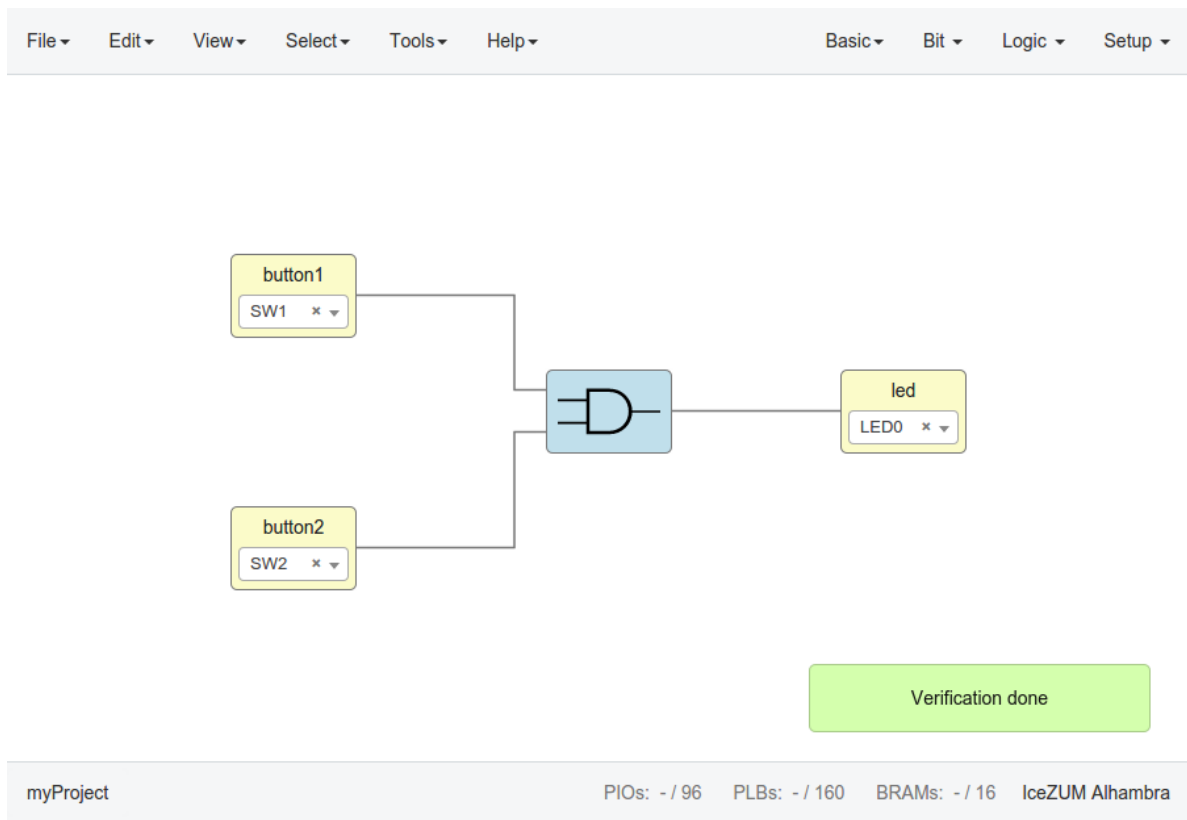 File Edit View Select Tools Help Basic Bit Logic Setup
button1
SW1 ×
led
LED0 ×
button2
SW2 ×
Verification done
myProject PIOs: - / 96 PLBs: - / 160 BRAMs: - / 16 IceZUM Alhambra